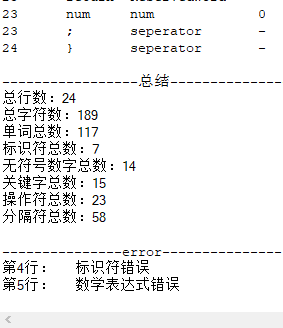 23 num num 0
23 ; seperator -
24 } seperator -
-----------------总结---------------
总行数：24
总字符数：189
单词总数：117
标识符总数：7
无符号数字总数：14
关键字总数：15
操作符总数：23
分隔符总数：58
---------------error----------------
第4行： 标识符错误
第5行： 数学表达式错误